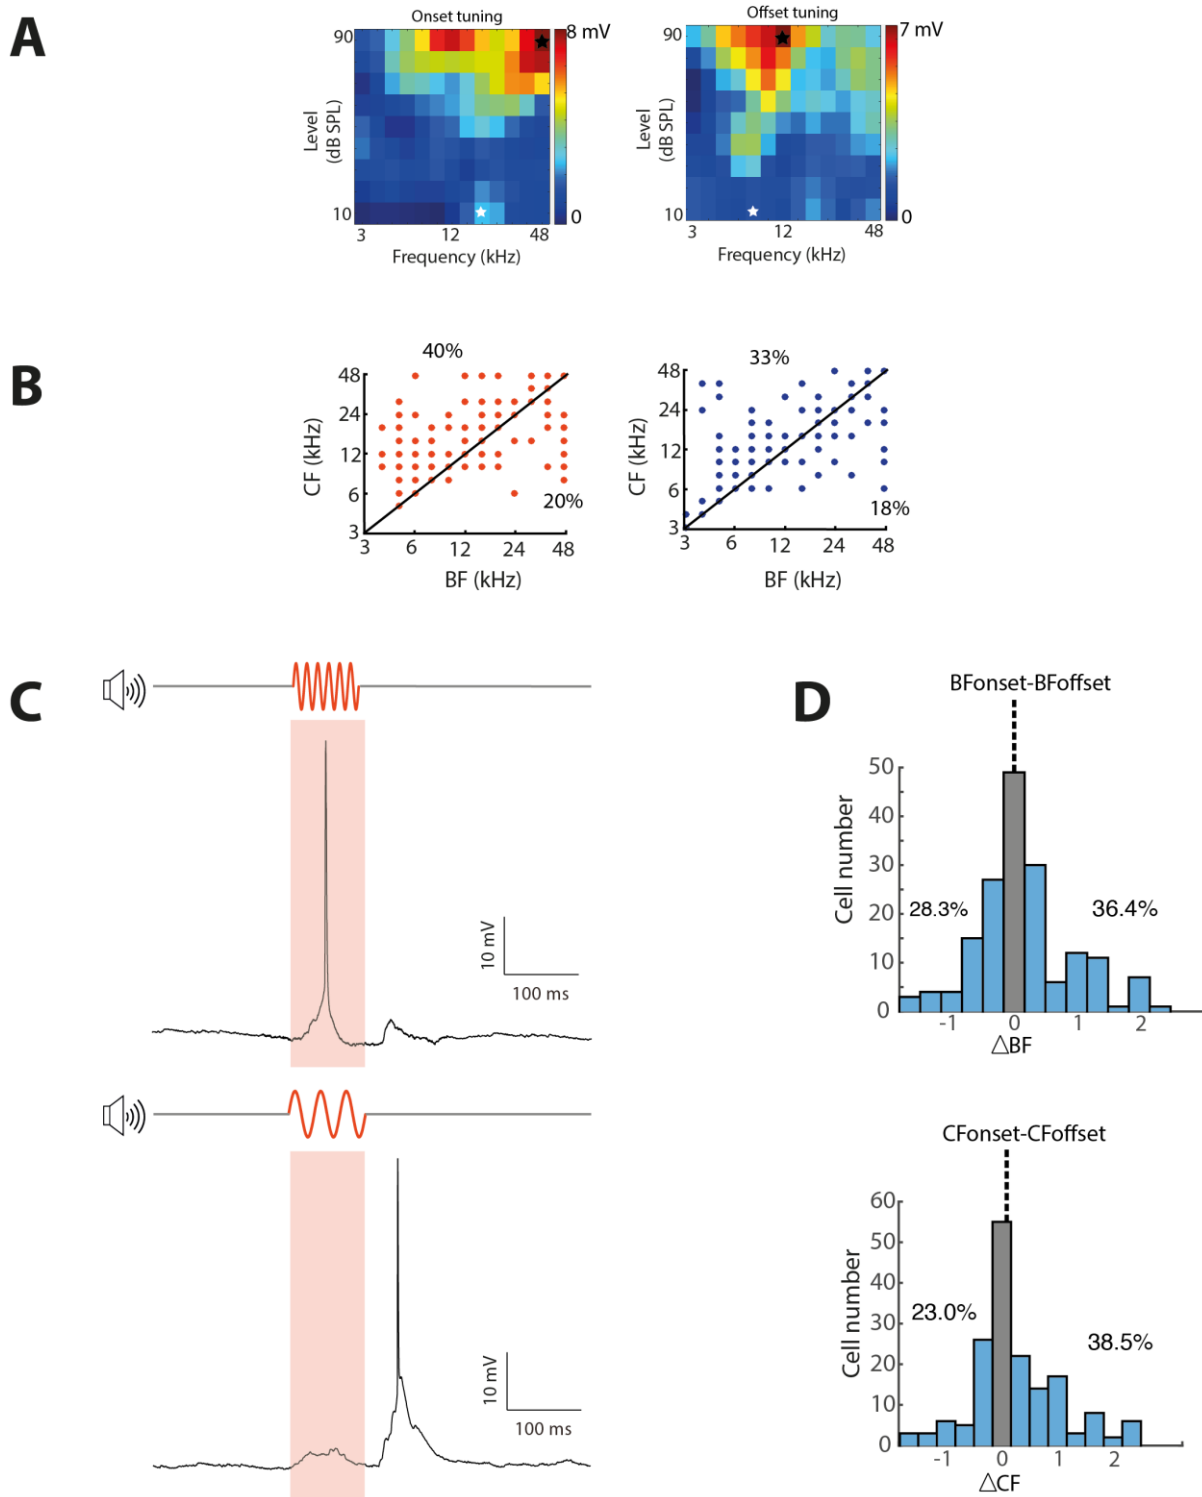 A
Onset tuning
90
10
Level
(dB SPL)
3 12 48
Frequency (kHz)
8 mV
0
Offset tuning
90
10
Level
(dB SPL)
3 12 48
Frequency (kHz)
7 mV
0
B
40%
20%
48
24
12
6
3
CF (kHz)
3 6 12 24 48
BF (kHz)
33%
18%
48
24
12
6
3
CF (kHz)
3 6 12 24 48
BF (kHz)
C
10 mV
100 ms
10 mV
100 ms
D
BFonset-BFoffset
50
40
30
20
10
0
Cell number
28.3%
36.4%
-1 0 1 2
△BF
CFonset-CFoffset
60
50
40
30
20
10
0
Cell number
23.0%
38.5%
-1 0 1 2
△CF